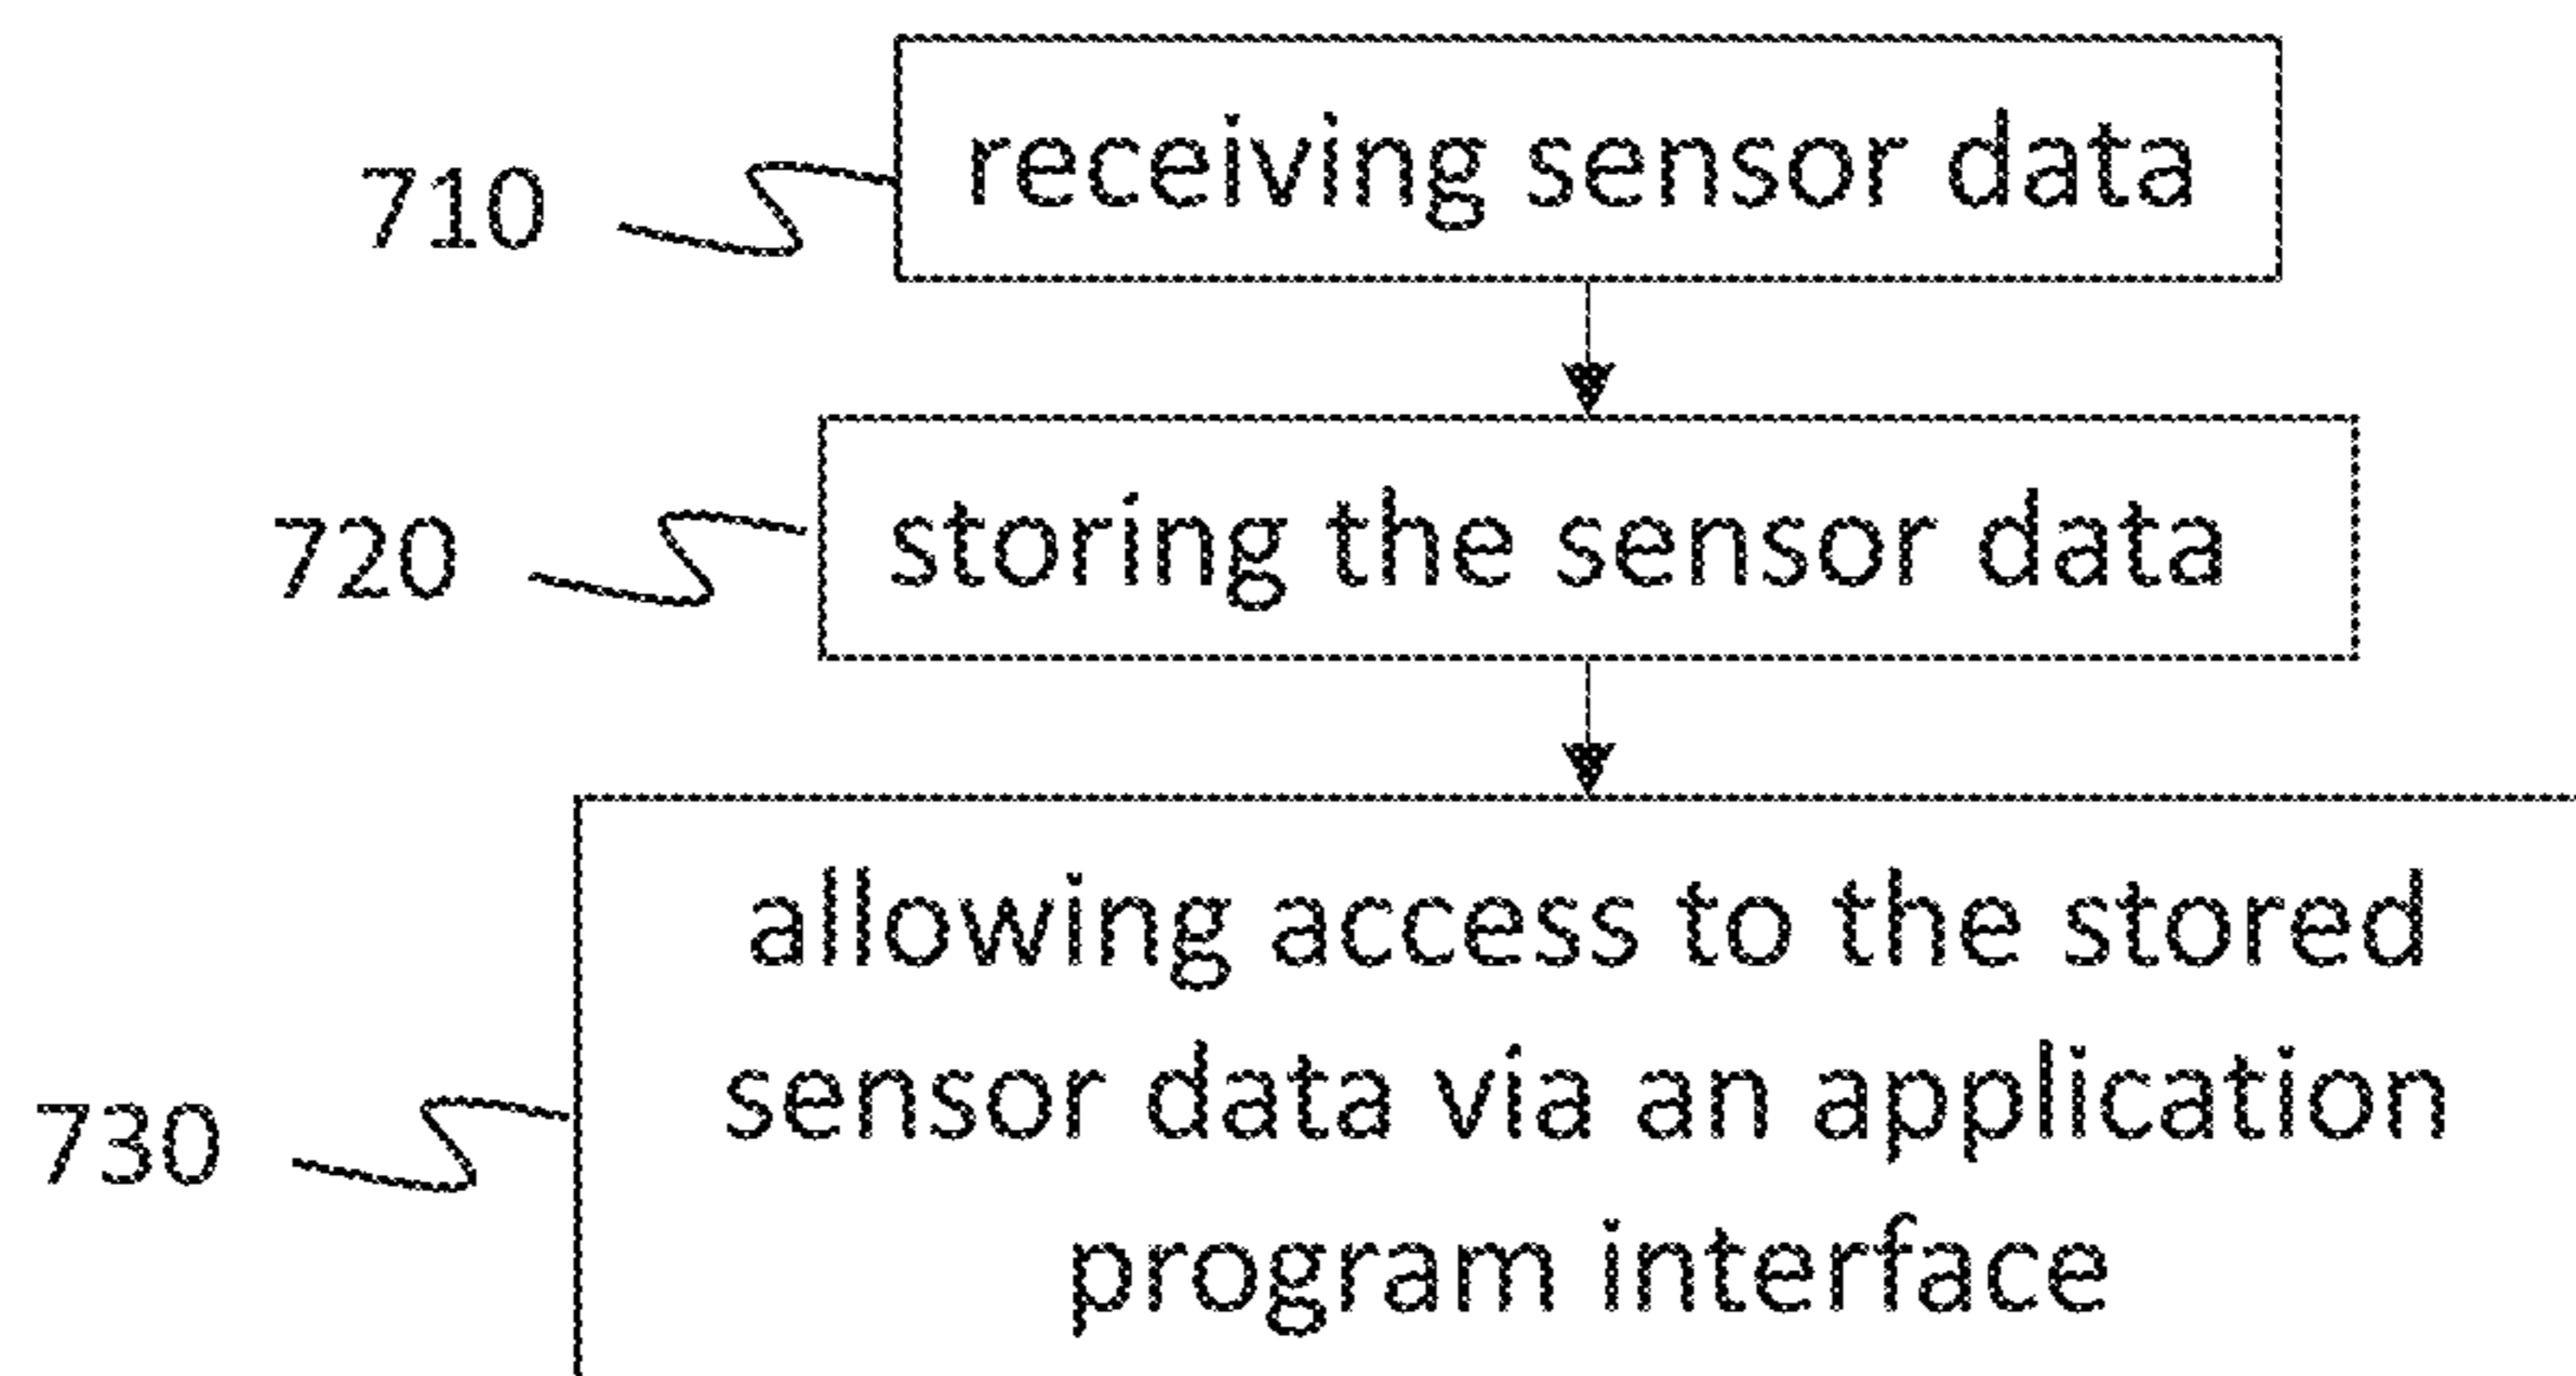 710
receiving sensor data
720
storing the sensor data
allowing access to the stored
730
sensor data via an application
program interface